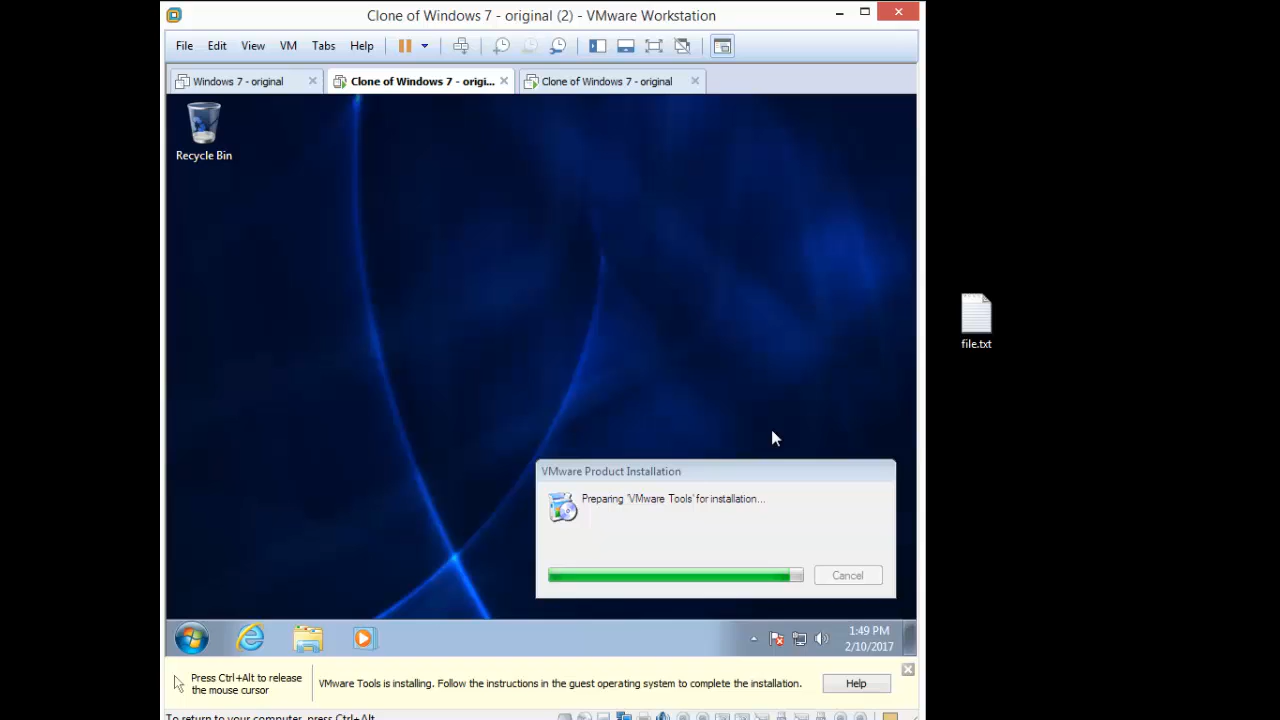 Clone of Windows 7 - original (2) - VMware Workstation
File Edit View VM Tabs Help
Windows 7 - original Clone of Windows 7 - origi... Clone of Windows 7 - original
Recycle Bin
file.txt
VMware Product Installation
Preparing 'VMware Tools' for installation...
Cancel
1:49 PM
2/10/2017
Press Ctrl+Alt to release
the mouse cursor
VMware Tools is installing. Follow the instructions in the guest operating system to complete the installation.
Help
To return to your computer, press Ctrl+Alt.